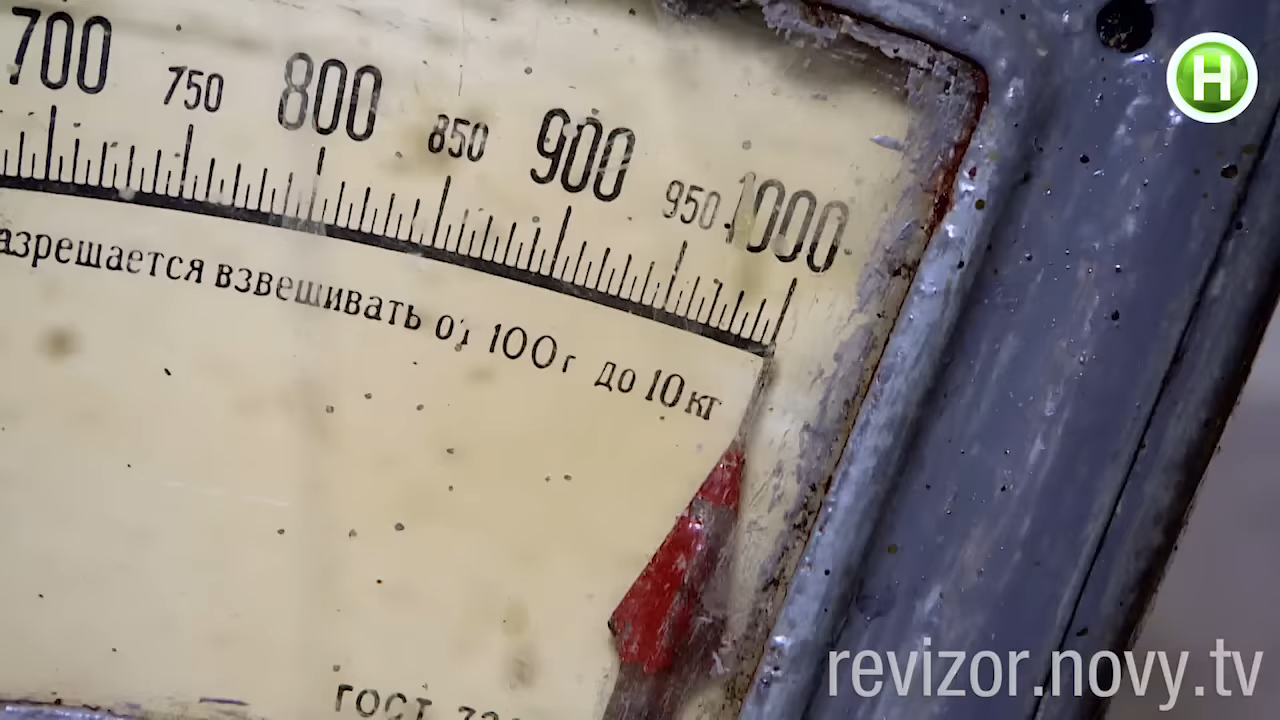 700 750 800 850 900 950 1000
азрешается взвешивать от 100г до 10кг
ГОСТ
H
revizor.novy.tv